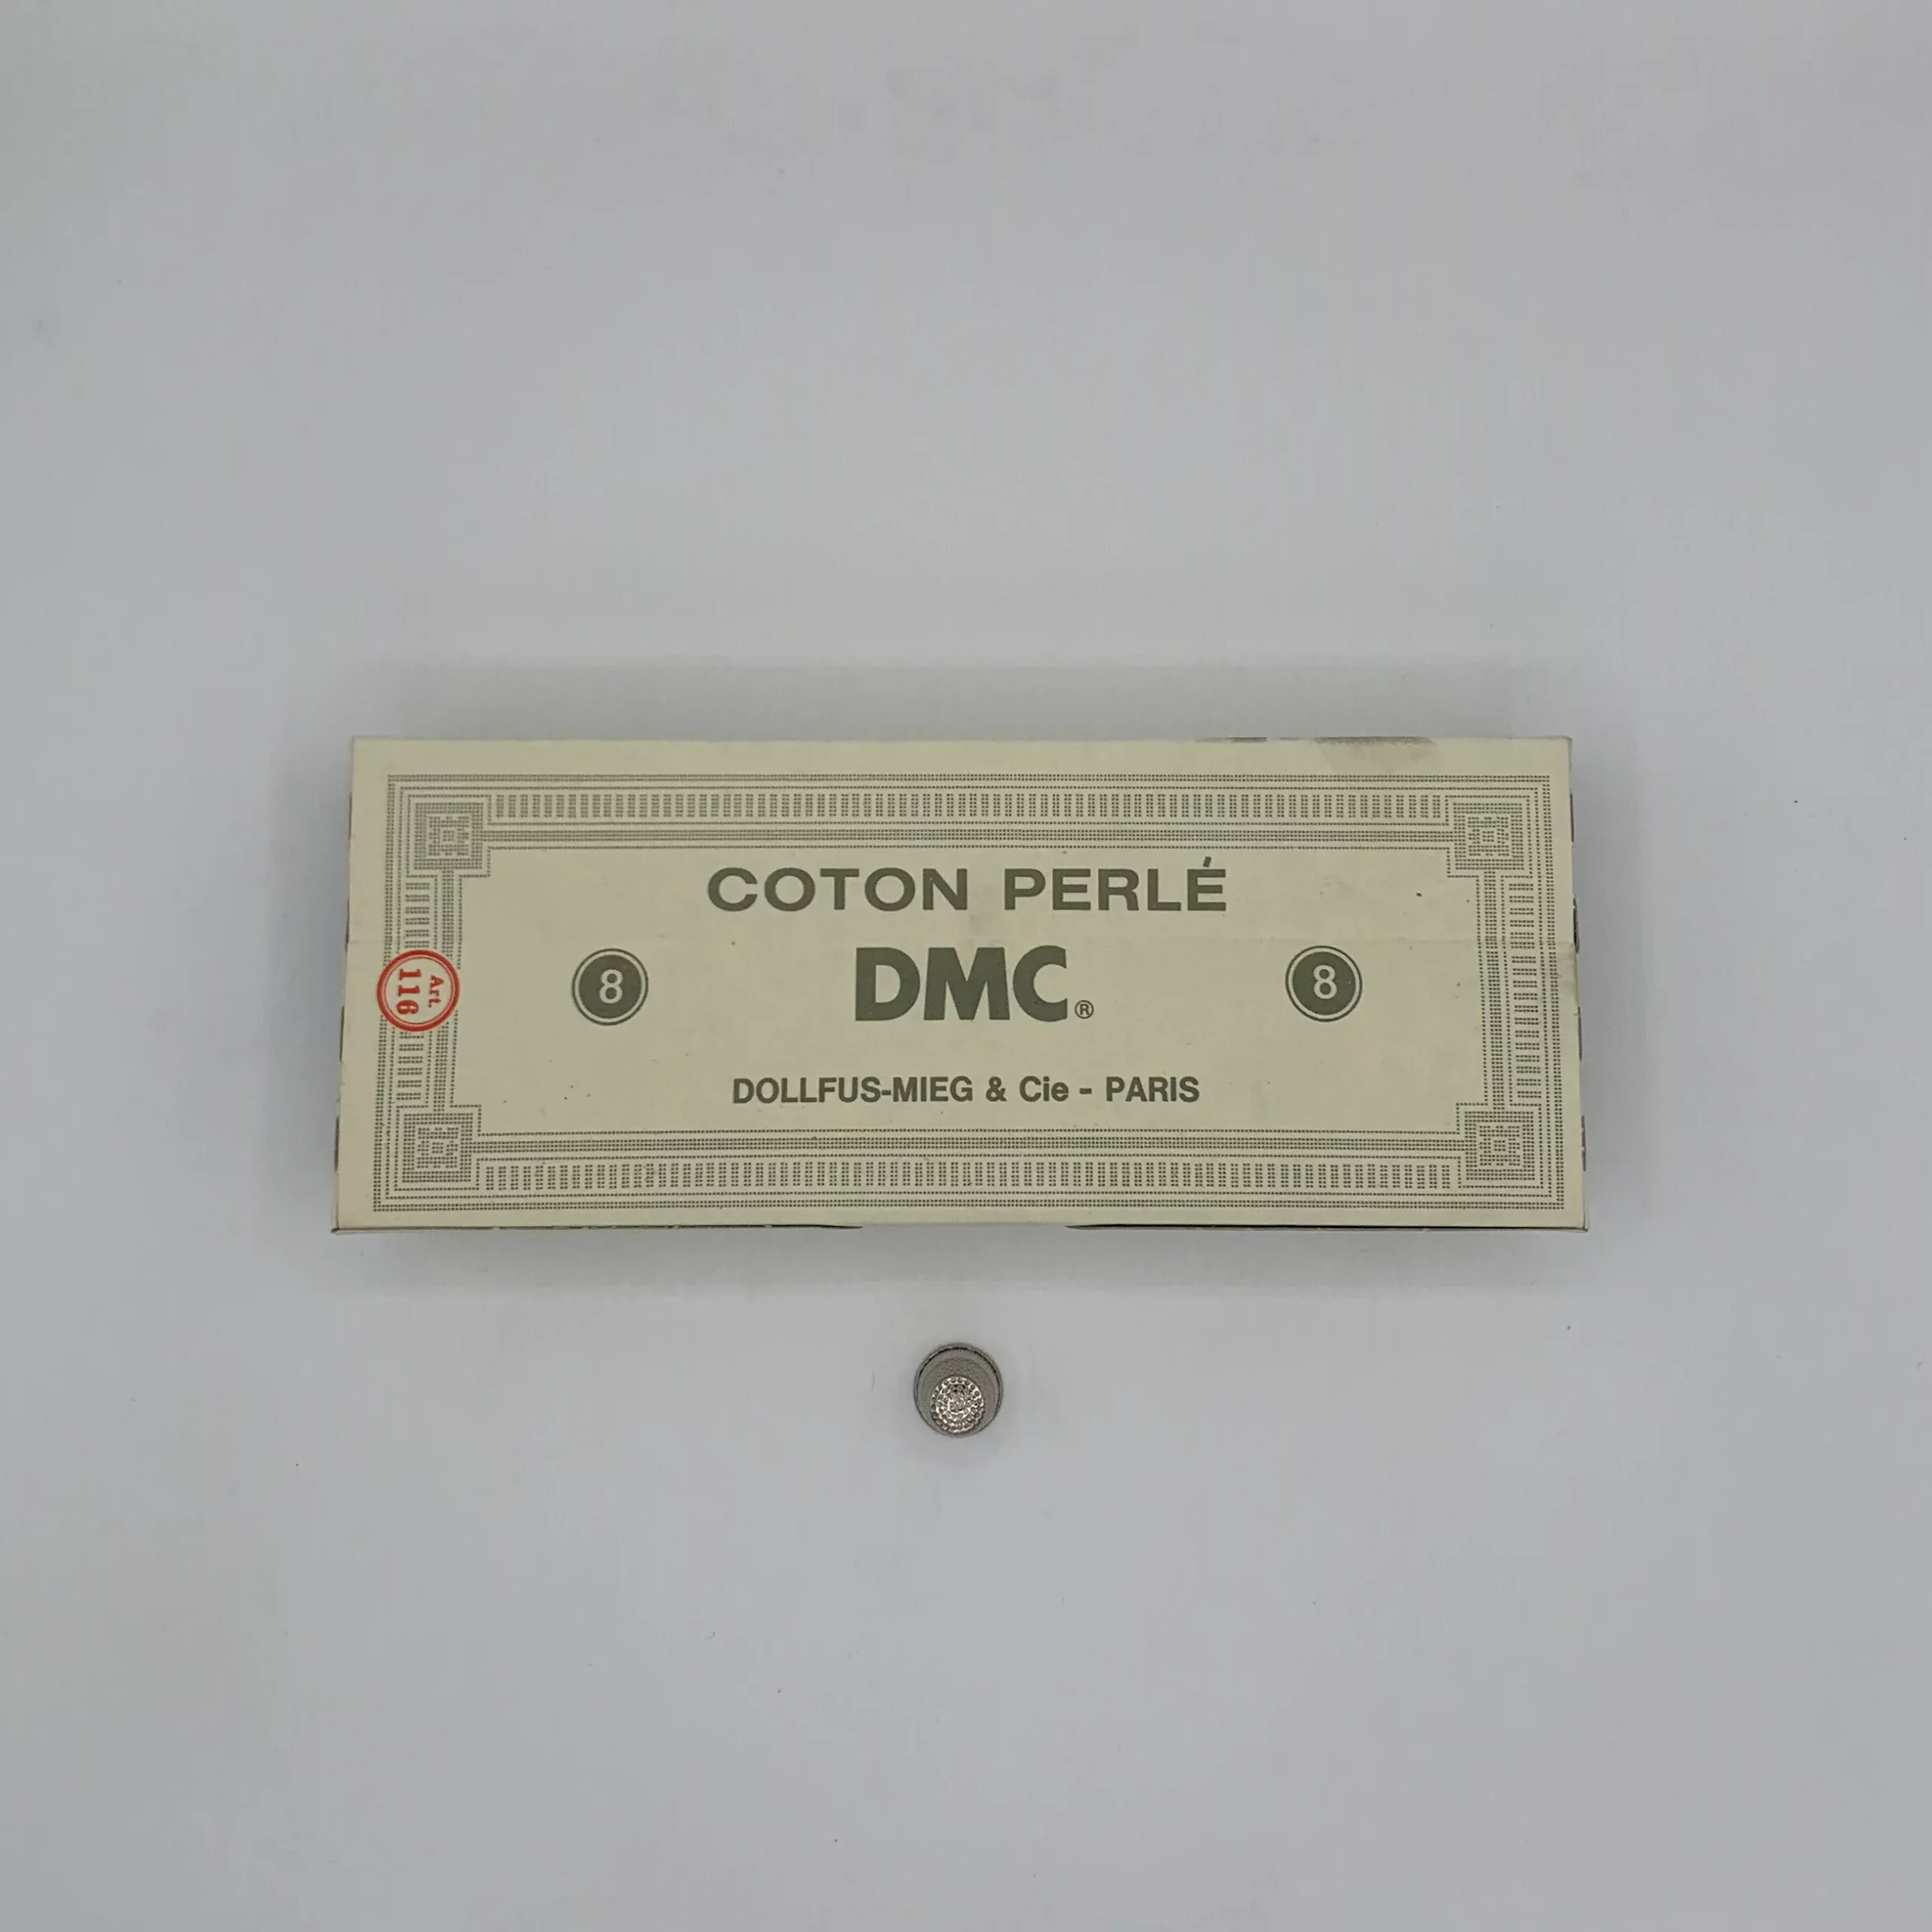 COTON PERLÉ
8 DMC® 8
Art.
116
DOLLFUS-MIEG & Cie - PARIS